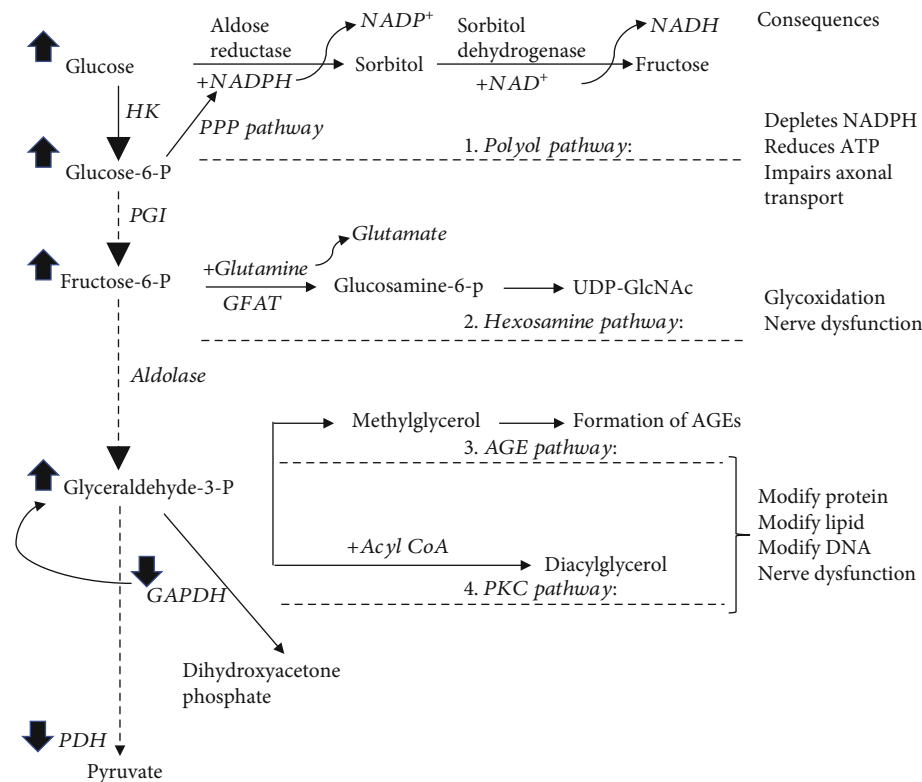 Aldose
reductase
NADP+
Sorbitol
dehydrogenase
NADH
Consequences
Glucose
+NADPH
Sorbitol
+NAD+
Fructose
HK
PPP pathway
Glucose-6-P
1. Polyol pathway:
Depletes NADPH
Reduces ATP
Impairs axonal
transport
PGI
Glutamate
+Glutamine
Fructose-6-P
GFAT
Glucosamine-6-p
UDP-GlcNAc
2. Hexosamine pathway:
Glycoxidation
Nerve dysfunction
Aldolase
Methylglycerol
Formation of AGEs
3. AGE pathway:
Glyceraldehyde-3-P
Modify protein
Modify lipid
Modify DNA
Nerve dysfunction
+Acyl CoA
Diacylglycerol
GAPDH
4. PKC pathway:
Dihydroxyacetone
phosphate
PDH
Pyruvate